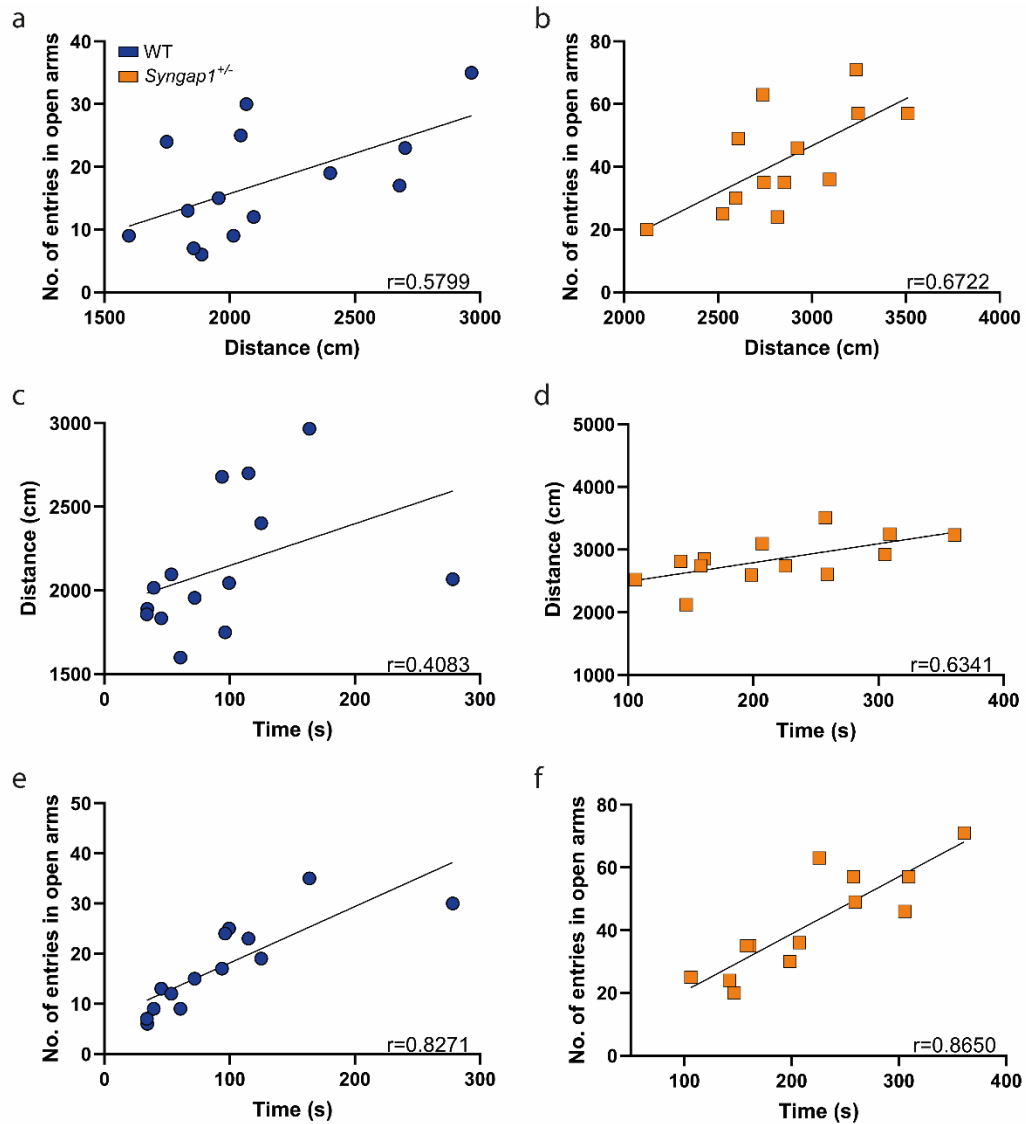 a
No. of entries in open arms
40
30
20
10
0
WT
Syngap1+/-
r=0.5799
1500 2000 2500 3000
Distance (cm)
b
No. of entries in open arms
80
60
40
20
0
r=0.6722
2000 2500 3000 3500 4000
Distance (cm)
c
Distance (cm)
3000
2500
2000
1500
r=0.4083
0 100 200 300
Time (s)
d
Distance (cm)
5000
4000
3000
2000
1000
r=0.6341
100 200 300 400
Time (s)
e
No. of entries in open arms
50
40
30
20
10
0
r=0.8271
0 100 200 300
Time (s)
f
No. of entries in open arms
80
60
40
20
0
r=0.8650
100 200 300 400
Time (s)